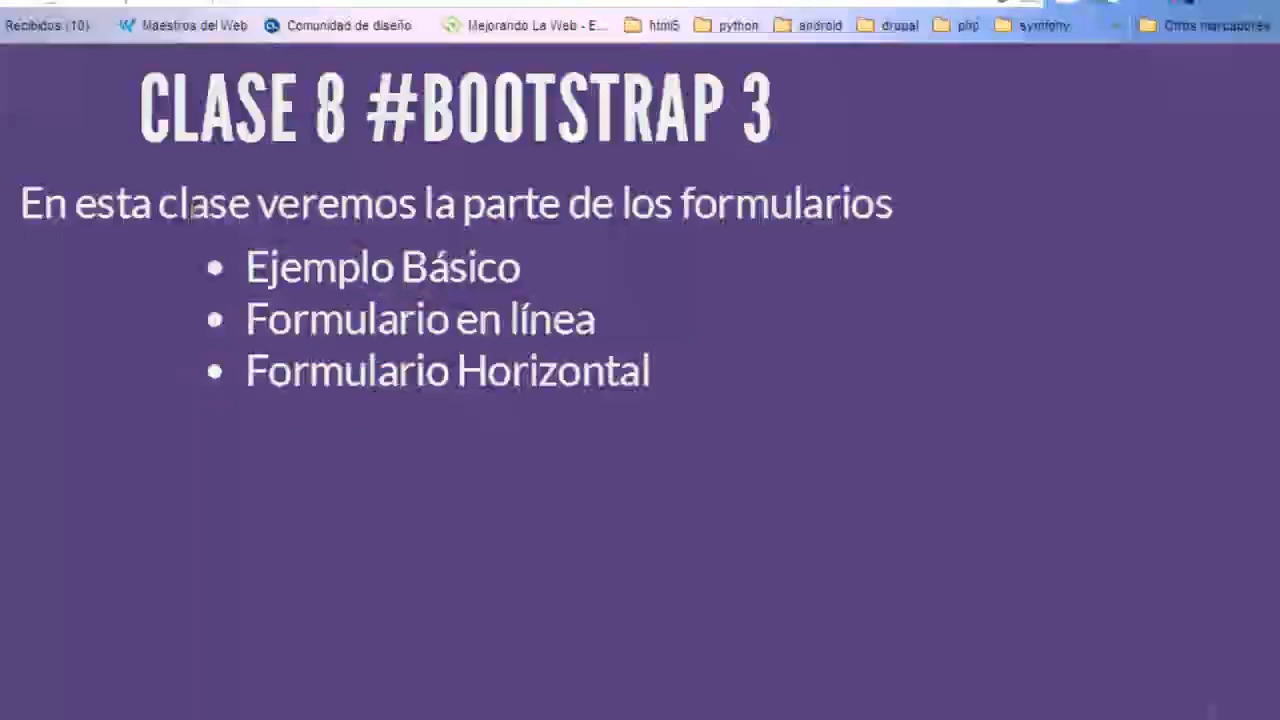 Recibidos (10) Maestros del Web Comunidad de diseño Mejorando La Web - E... html5 python android drupal php symfony Otros marcadores
CLASE 8 #BOOTSTRAP 3
En esta clase veremos la parte de los formularios
• Ejemplo Básico
• Formulario en línea
• Formulario Horizontal